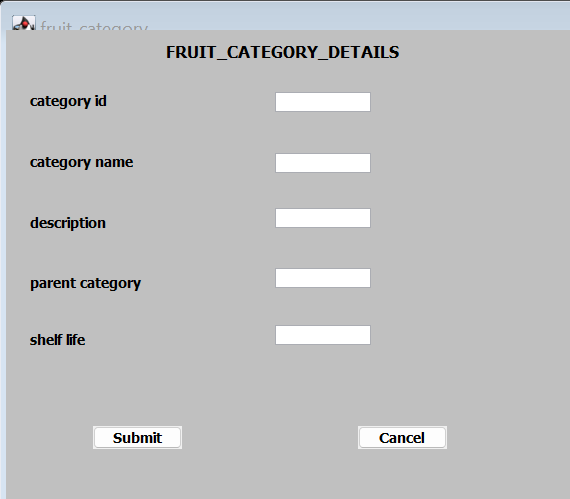 fruit_category
FRUIT_CATEGORY_DETAILS
category id
category name
description
parent category
shelf life
Submit Cancel